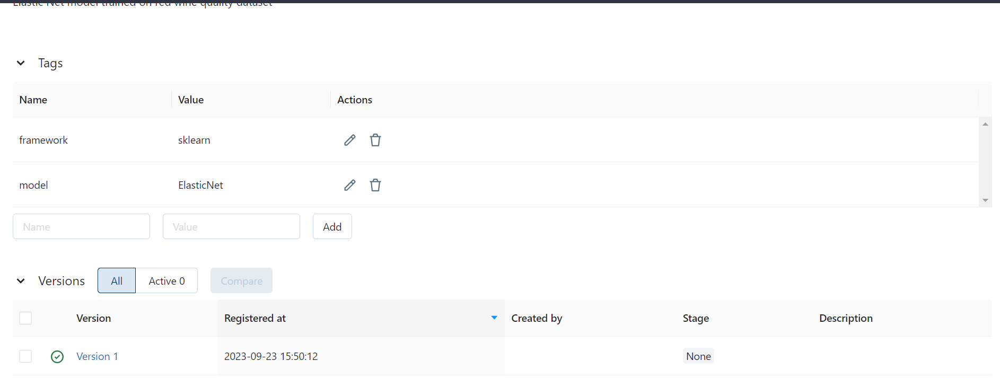 Elastic Net model trained on red wine quality dataset
Tags
Name Value Actions
framework sklearn
model ElasticNet
Name Value Add
Versions All Active 0 Compare
Version Registered at Created by Stage Description
Version 1 2023-09-23 15:50:12 None